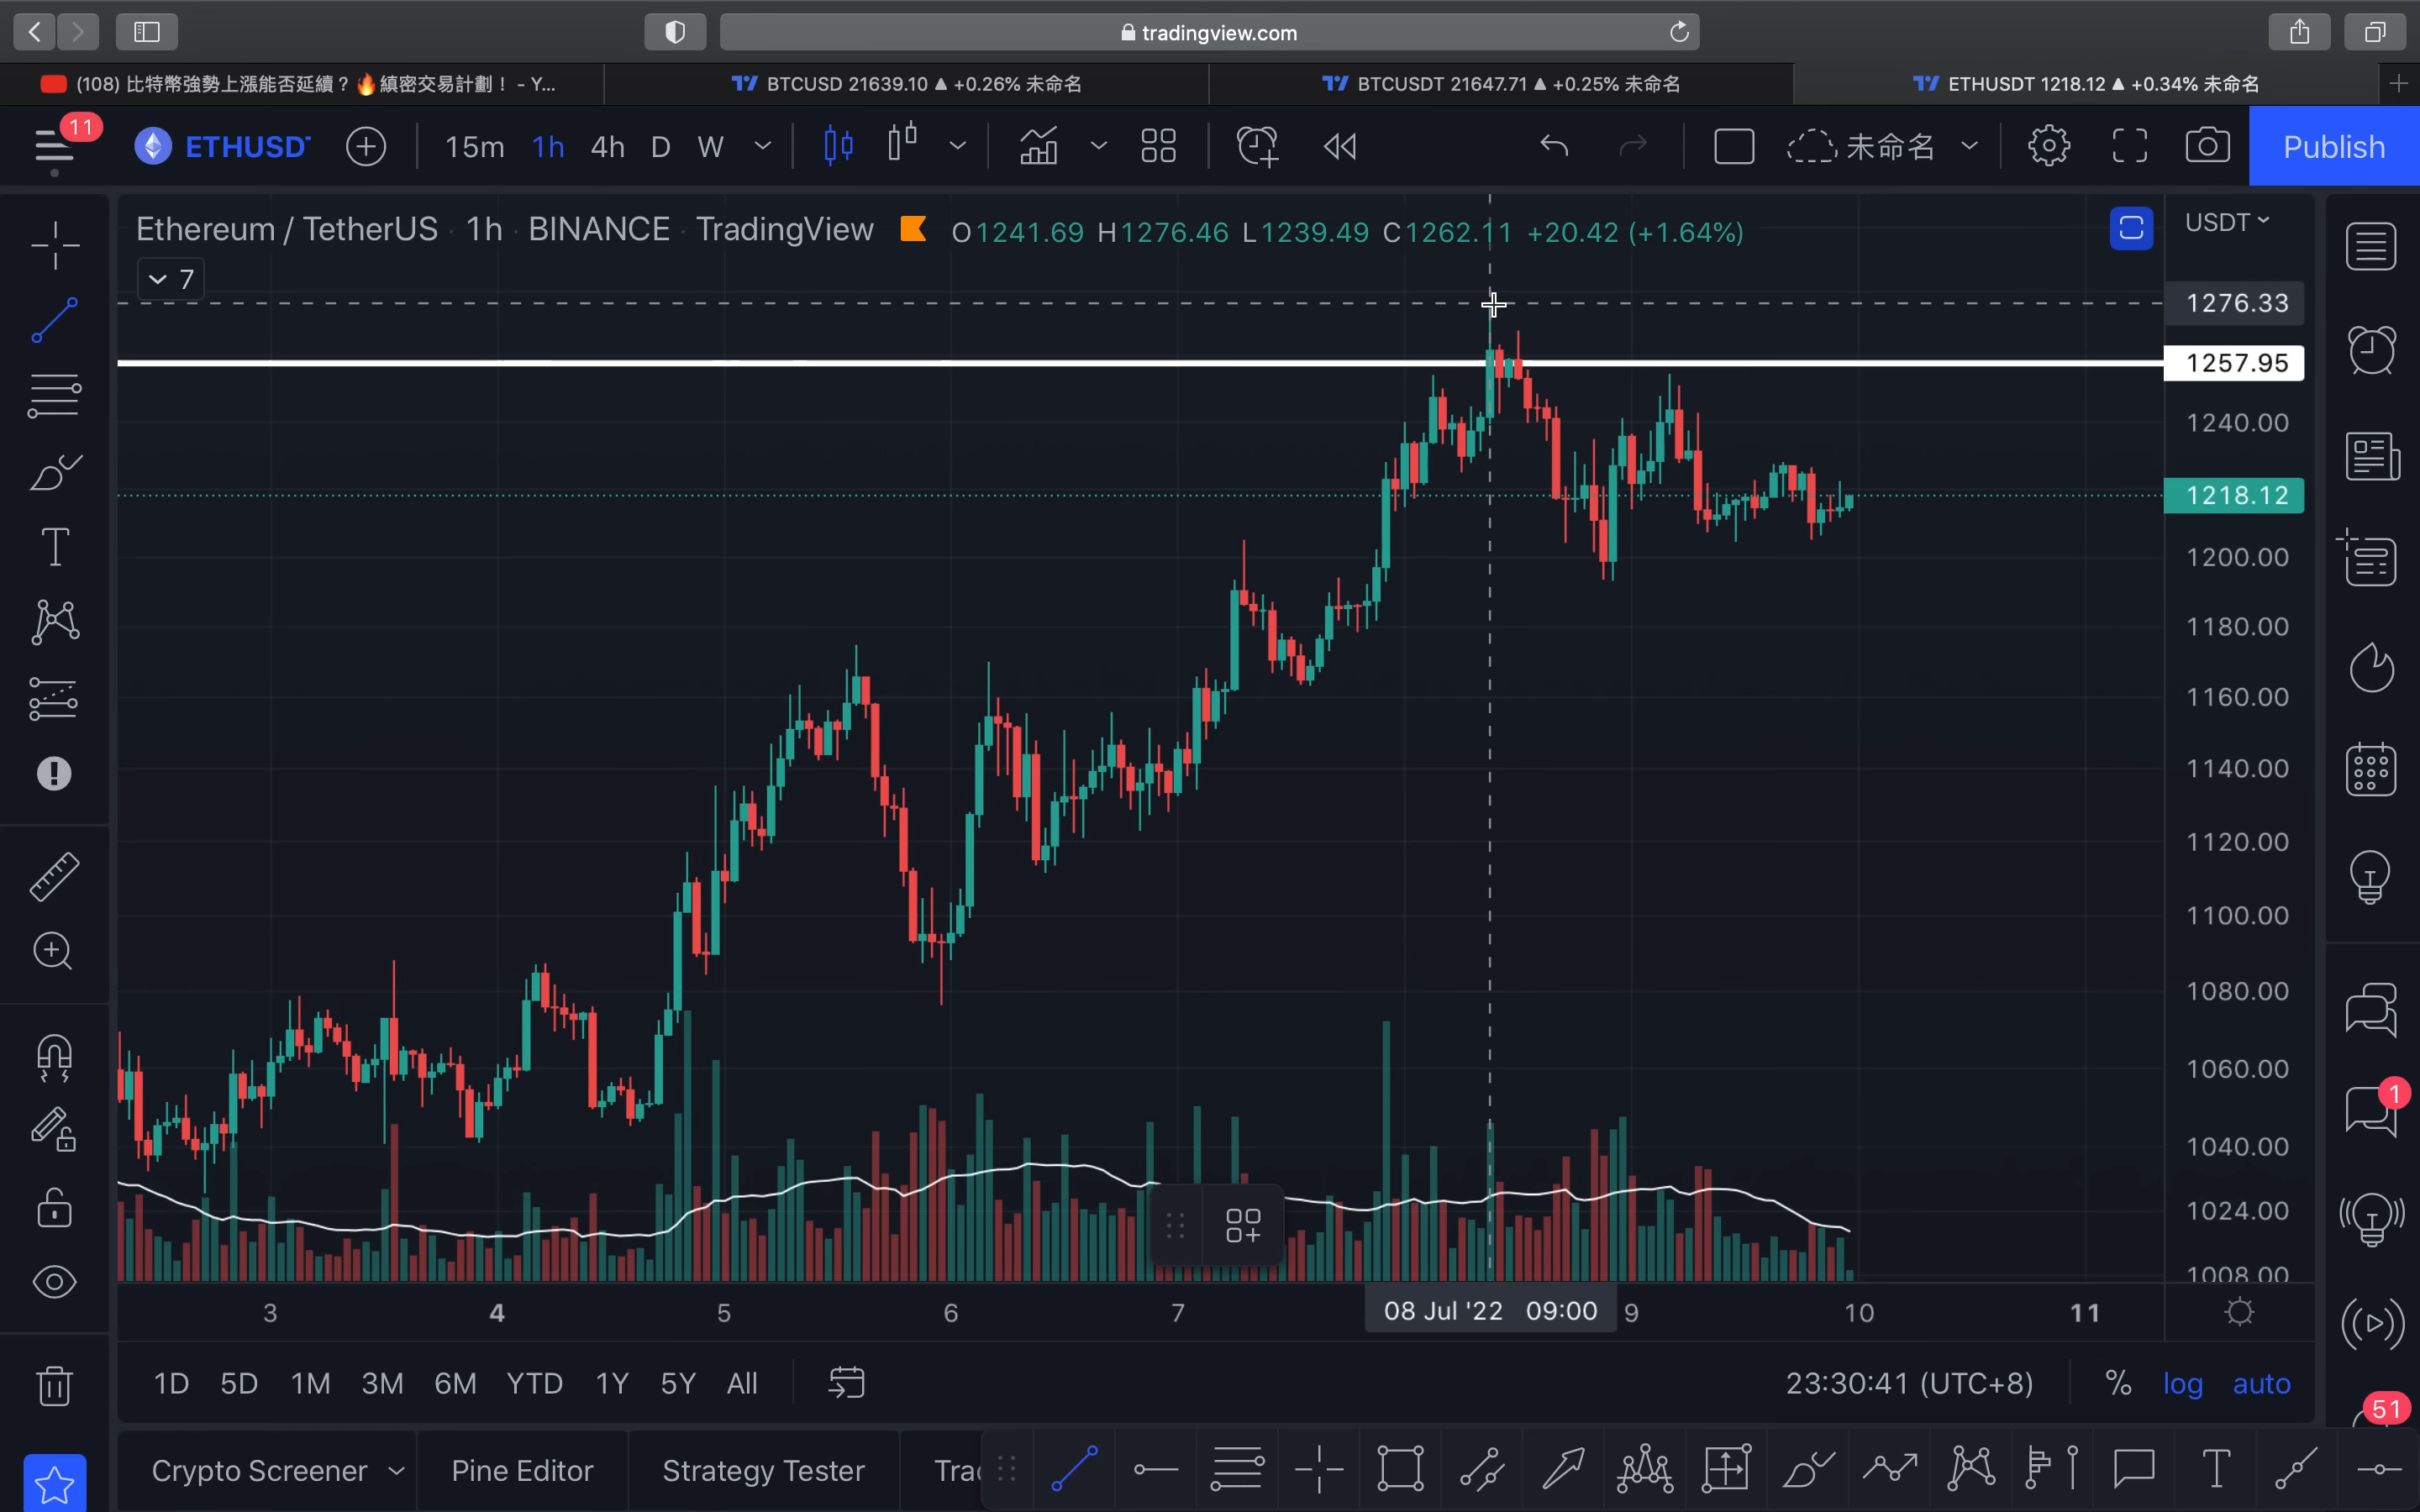 tradingview.com
(108) 比特幣強勢上漲能否延續？🔥縝密交易計劃！ - Y...
BTCUSD 21639.10 ▲ +0.26% 未命名
BTCUSDT 21647.71 ▲ +0.25% 未命名
ETHUSDT 1218.12 ▲ +0.34% 未命名
11
ETHUSDT
15m 1h 4h D W
未命名
Publish
Ethereum / TetherUS · 1h · BINANCE · TradingView
O1241.69 H1276.46 L1239.49 C1262.11 +20.42 (+1.64%)
USDT
7
1276.33
1257.95
1240.00
1218.12
1200.00
1180.00
1160.00
1140.00
1120.00
1100.00
1080.00
1060.00
1040.00
1024.00
1008.00
1
3 4 5 6 7 08 Jul '22 09:00 9 10 11
1D 5D 1M 3M 6M YTD 1Y 5Y All
23:30:41 (UTC+8) % log auto
51
Crypto Screener Pine Editor Strategy Tester